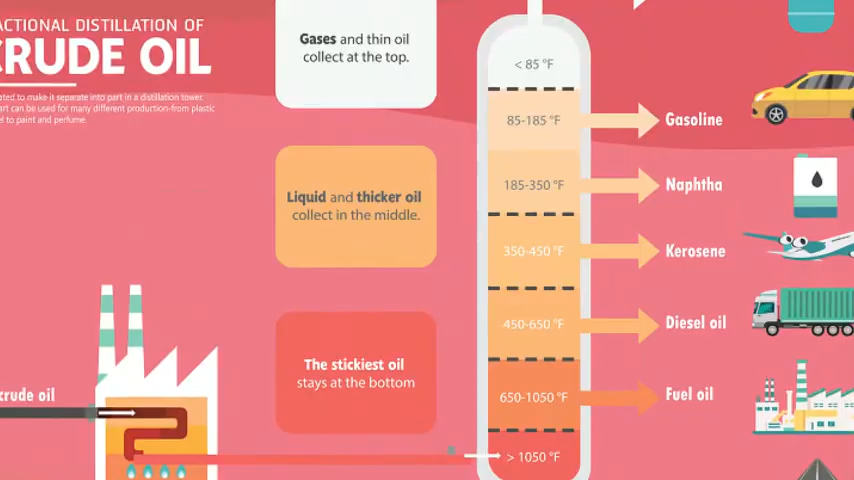 ACTIONAL DISTILLATION OF
CRUDE OIL
ated to make it separate into part in a distillation tower.
art can be used for many different production-from plastic
el to paint and perfume.
Gases and thin oil
collect at the top.
Liquid and thicker oil
collect in the middle.
The stickiest oil
stays at the bottom
crude oil
< 85 °F
85-185 °F
Gasoline
185-350 °F
Naphtha
350-450 °F
Kerosene
450-650 °F
Diesel oil
650-1050 °F
Fuel oil
> 1050 °F